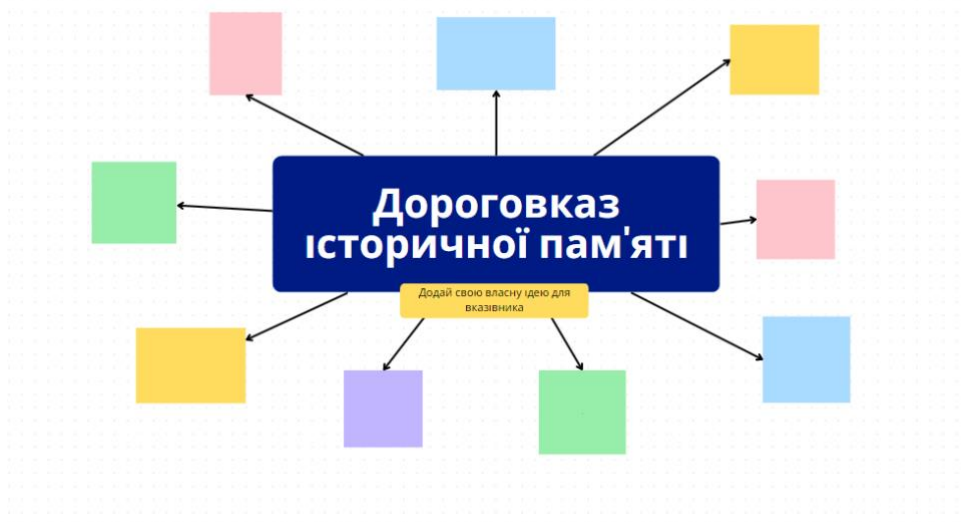 Дороговказ
історичної пам'яті
Додай свою власну ідею для
вказівника